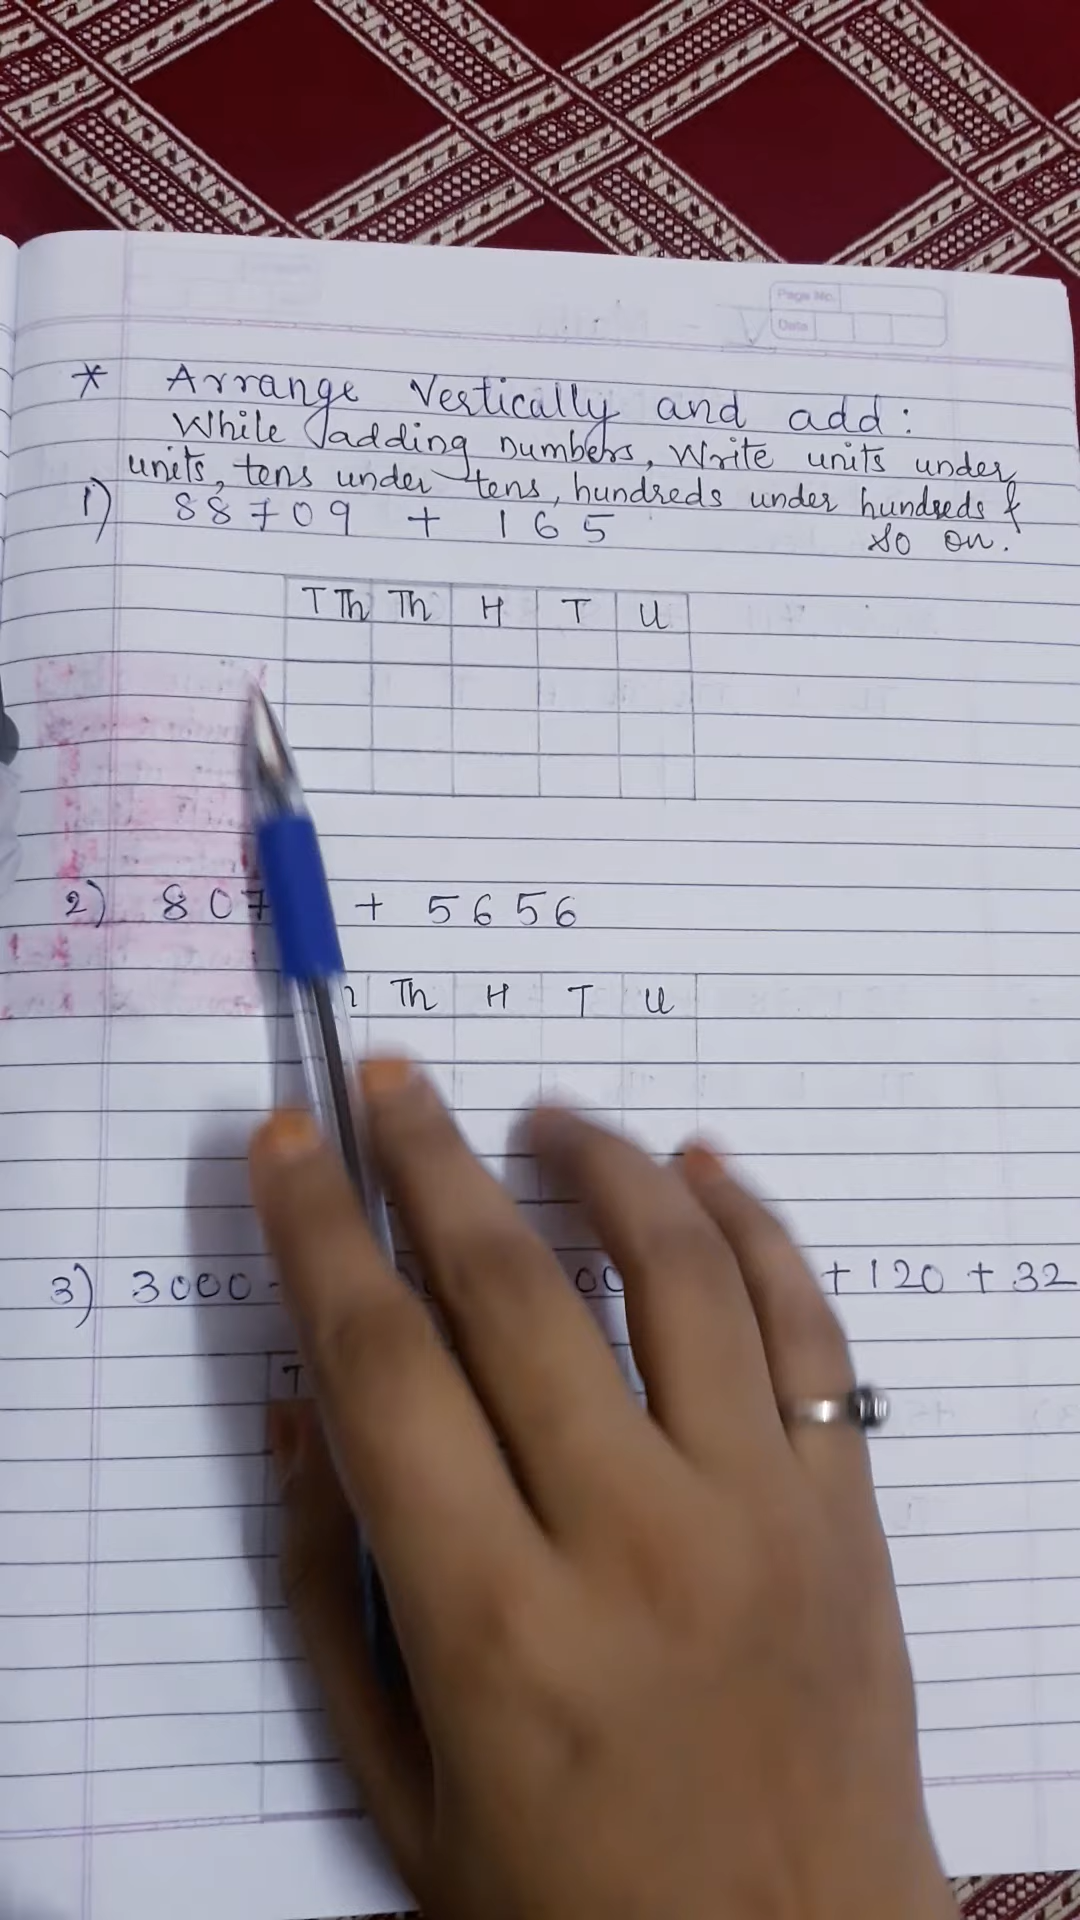 Page No.
Date
* Arrange Vertically and add:
While adding numbers, Write units under
units, tens under tens, hundreds under hundreds &
so on.
1) 88709 + 165
T Th Th H T U
2) 807 + 5656
Th H T U
3) 3000 + 120 + 32
T